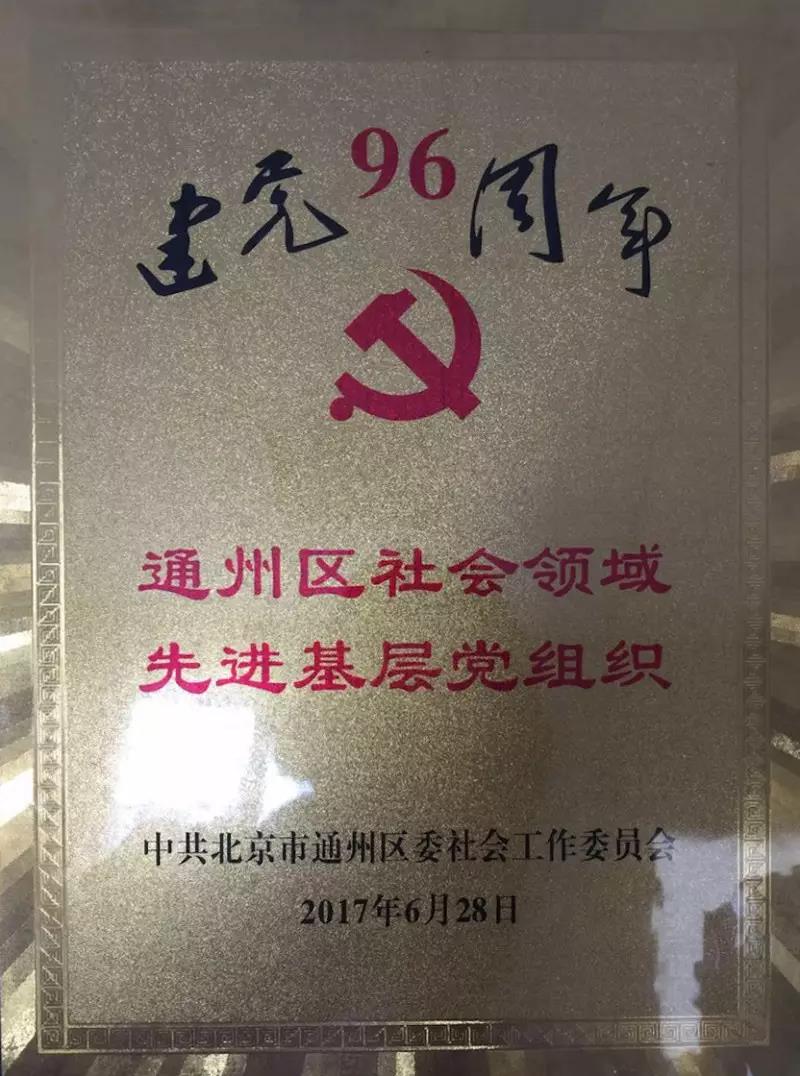 建党96周年
通州区社会领域
先进基层党组织
中共北京市通州区委社会工作委员会
2017年6月28日